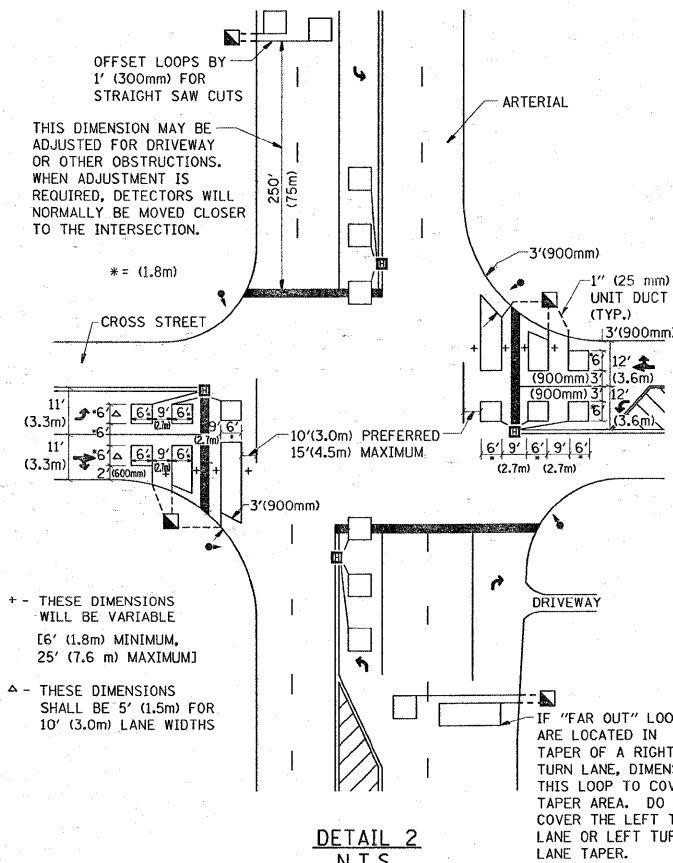 OFFSET LOOPS BY
1' (300mm) FOR
STRAIGHT SAW CUTS
ARTERIAL
THIS DIMENSION MAY BE
ADJUSTED FOR DRIVEWAY
OR OTHER OBSTRUCTIONS.
WHEN ADJUSTMENT IS
REQUIRED, DETECTORS WILL
NORMALLY BE MOVED CLOSER
TO THE INTERSECTION.
250'
(75m)
* = (1.8m)
3'(900mm)
1" (25 mm)
UNIT DUCT
(TYP.)
CROSS STREET
3'(900mm)
*6'
12'
(3.6m)
(900mm) 3'
(900mm) 3'
*6'
12'
(3.6m)
11'
(3.3m)
*6'
△
6'*
9'
6'*
(2.7m)
9'
6'
*
(2.7m)
*6'
11'
(3.3m)
*6'
△
6'*
9'
6'*
(2.7m)
2'
(600mm)
10'(3.0m) PREFERRED
15'(4.5m) MAXIMUM
6'
9'
6'
9'
6'
*
*
*
(2.7m)
(2.7m)
3'(900mm)
H
H
H
H
+ - THESE DIMENSIONS
WILL BE VARIABLE
[6' (1.8m) MINIMUM,
25' (7.6 m) MAXIMUM]
DRIVEWAY
△ - THESE DIMENSIONS
SHALL BE 5' (1.5m) FOR
10' (3.0m) LANE WIDTHS
IF "FAR OUT" LOO
ARE LOCATED IN
TAPER OF A RIGHT
TURN LANE, DIMENS
THIS LOOP TO COV
TAPER AREA. DO
COVER THE LEFT T
LANE OR LEFT TUR
LANE TAPER.
DETAIL 2
N.T.S.